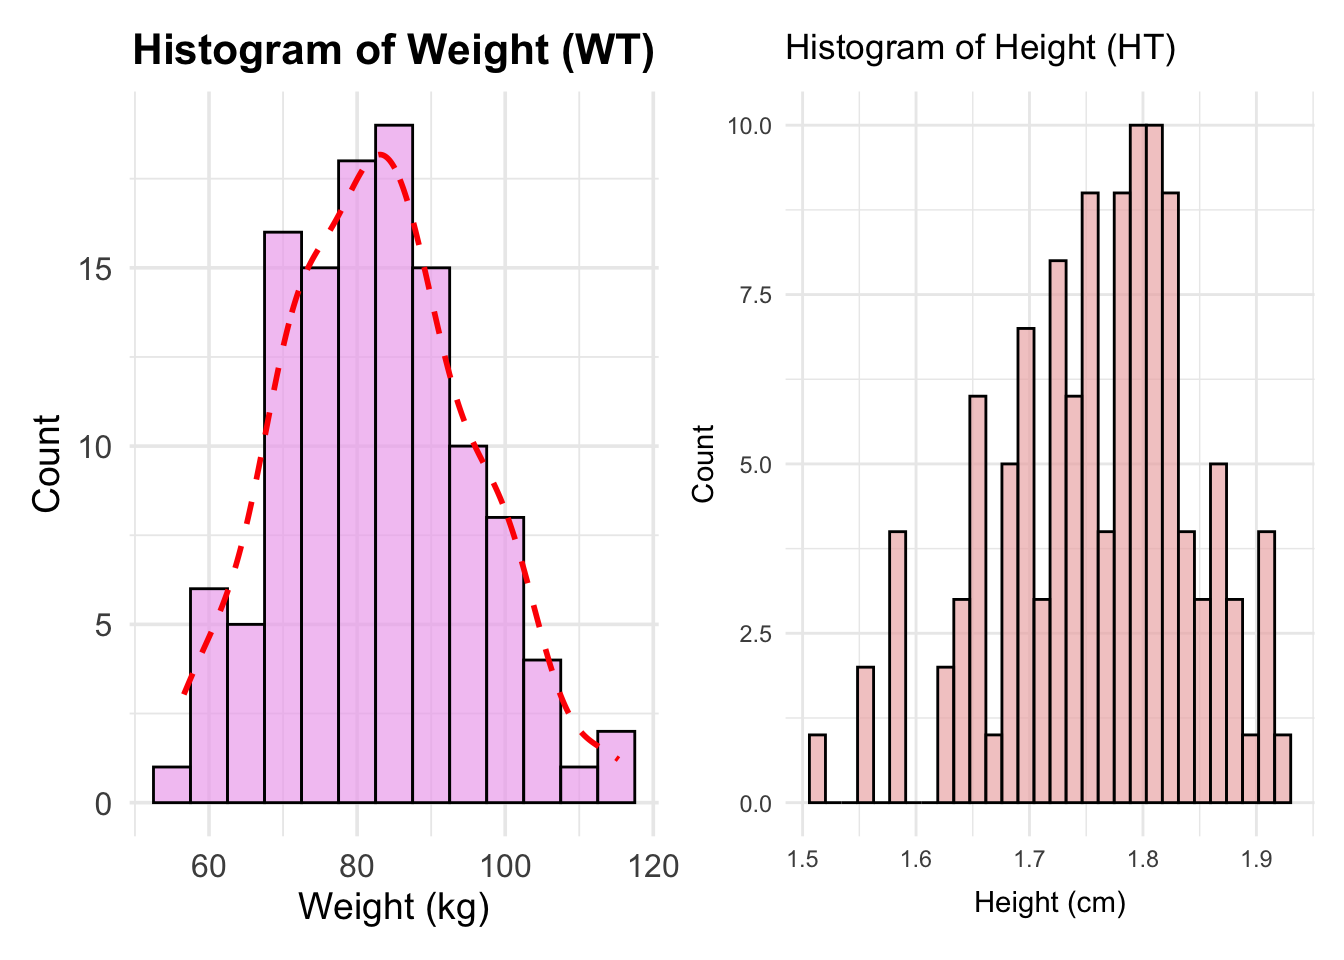 Histogram of Weight (WT)
Count
15
10
5
0
60 80 100 120
Weight (kg)
Histogram of Height (HT)
Count
10.0
7.5
5.0
2.5
0.0
1.5 1.6 1.7 1.8 1.9
Height (cm)